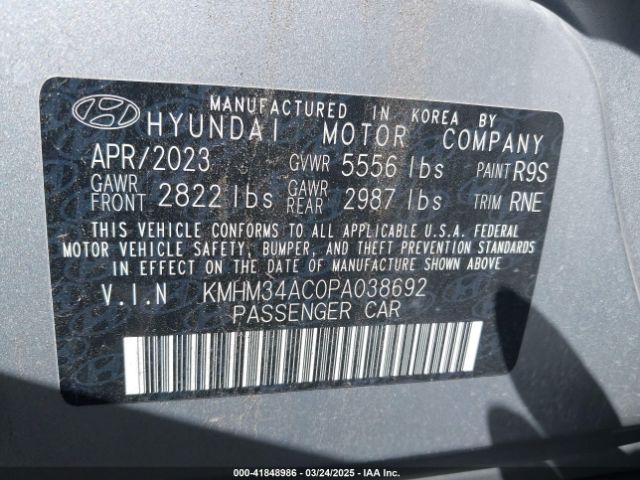 MANUFACTURED IN KOREA BY
HYUNDAI MOTOR COMPANY
APR/2023 GVWR 5556 lbs PAINT R9S
GAWR FRONT 2822 lbs GAWR REAR 2987 lbs TRIM RNE
THIS VEHICLE CONFORMS TO ALL APPLICABLE U.S.A. FEDERAL
MOTOR VEHICLE SAFETY, BUMPER, AND THEFT PREVENTION STANDARDS
IN EFFECT ON THE DATE OF MANUFACTURE SHOWN ABOVE
V.I.N KMHM34AC0PA038692
PASSENGER CAR
000-41848986 - 03/24/2025 - IAAI.COM